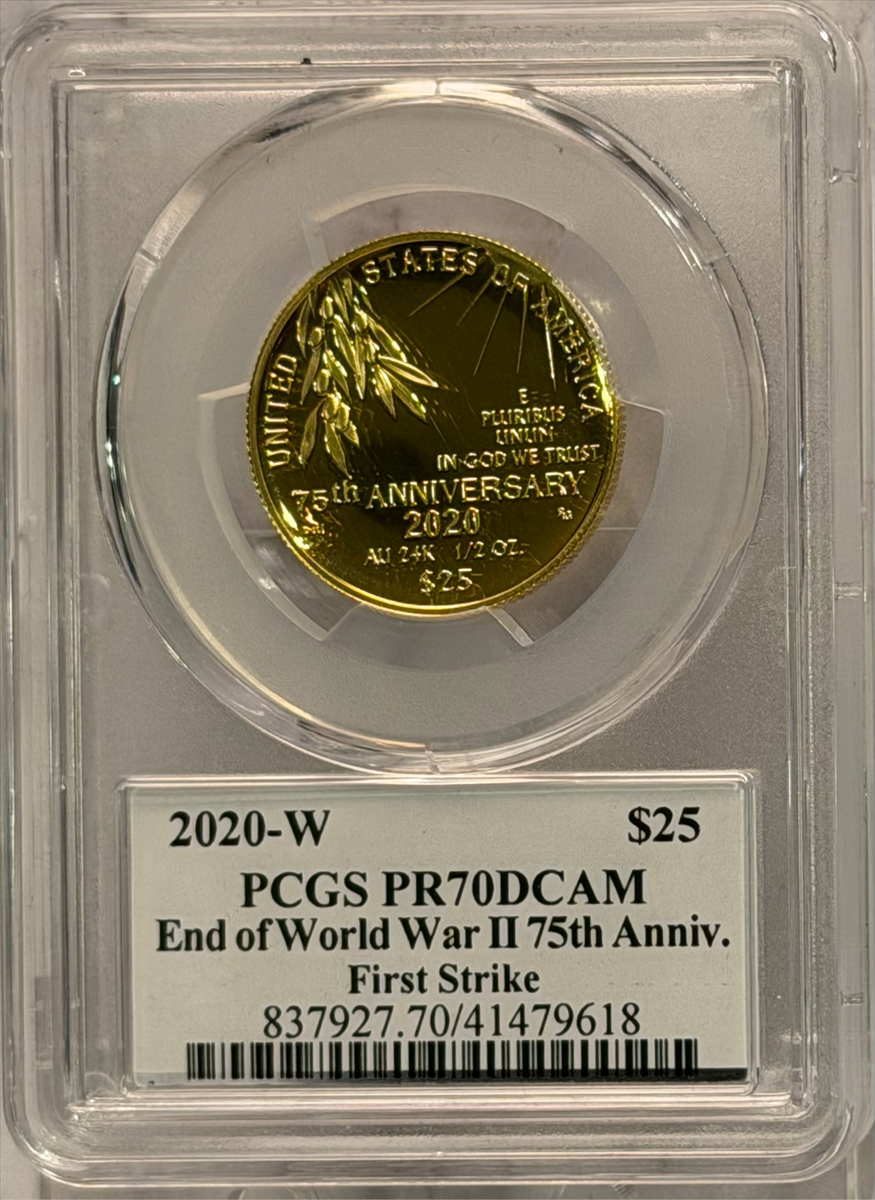 UNITED STATES OF AMERICA
E
PLURIBUS
UNUM
IN GOD WE TRUST
75th ANNIVERSARY
2020
AU 24K 1/2 OZ.
$25
2020-W $25
PCGS PR70DCAM
End of World War II 75th Anniv.
First Strike
837927.70/41479618